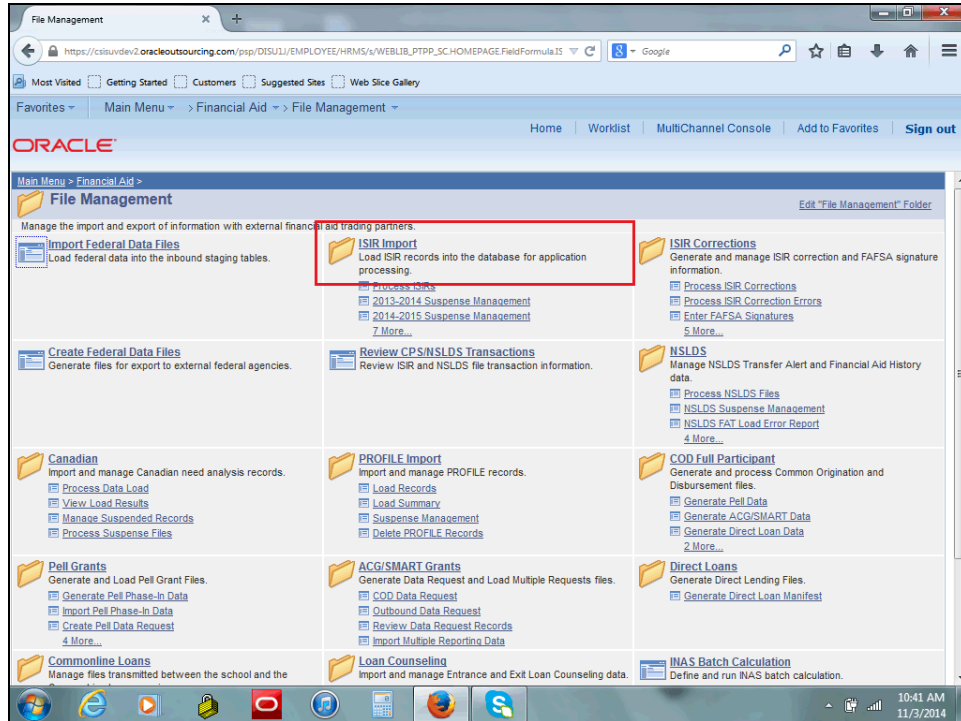 File Management
https://csisuvdev2.oracleoutsourcing.com/psp/DISU1J/EMPLOYEE/HRMS/s/WEBLIB_PTPP_SC.HOMEPAGE.FieldFormula.IS
Google
Most Visited Getting Started Customers Suggested Sites Web Slice Gallery
Favorites Main Menu > Financial Aid > File Management
Home Worklist MultiChannel Console Add to Favorites Sign out
ORACLE
Main Menu > Financial Aid >
File Management
Edit "File Management" Folder
Manage the import and export of information with external financial aid trading partners.
Import Federal Data Files
Load federal data into the inbound staging tables.
ISIR Import
Load ISIR records into the database for application
processing.
Process ISIRs
2013-2014 Suspense Management
2014-2015 Suspense Management
7 More...
ISIR Corrections
Generate and manage ISIR correction and FAFSA signature
information.
Process ISIR Corrections
Process ISIR Correction Errors
Enter FAFSA Signatures
5 More...
Create Federal Data Files
Generate files for export to external federal agencies.
Review CPS/NSLDS Transactions
Review ISIR and NSLDS file transaction information.
NSLDS
Manage NSLDS Transfer Alert and Financial Aid History
data.
Process NSLDS Files
NSLDS Suspense Management
NSLDS FAT Load Error Report
4 More...
Canadian
Import and manage Canadian need analysis records.
Process Data Load
View Load Results
Manage Suspended Records
Process Suspense Files
PROFILE Import
Import and manage PROFILE records.
Load Records
Load Summary
Suspense Management
Delete PROFILE Records
COD Full Participant
Generate and process Common Origination and
Disbursement files.
Generate Pell Data
Generate ACG/SMART Data
Generate Direct Loan Data
2 More...
Pell Grants
Generate and Load Pell Grant Files.
Generate Pell Phase-In Data
Import Pell Phase-In Data
Create Pell Data Request
4 More...
ACG/SMART Grants
Generate Data Request and Load Multiple Requests files.
COD Data Request
Outbound Data Request
Review Data Request Records
Import Multiple Reporting Data
Direct Loans
Generate Direct Lending Files.
Generate Direct Loan Manifest
Commonline Loans
Manage files transmitted between the school and the
Loan Counseling
Import and manage Entrance and Exit Loan Counseling data.
INAS Batch Calculation
Define and run INAS batch calculation.
10:41 AM
11/3/2014